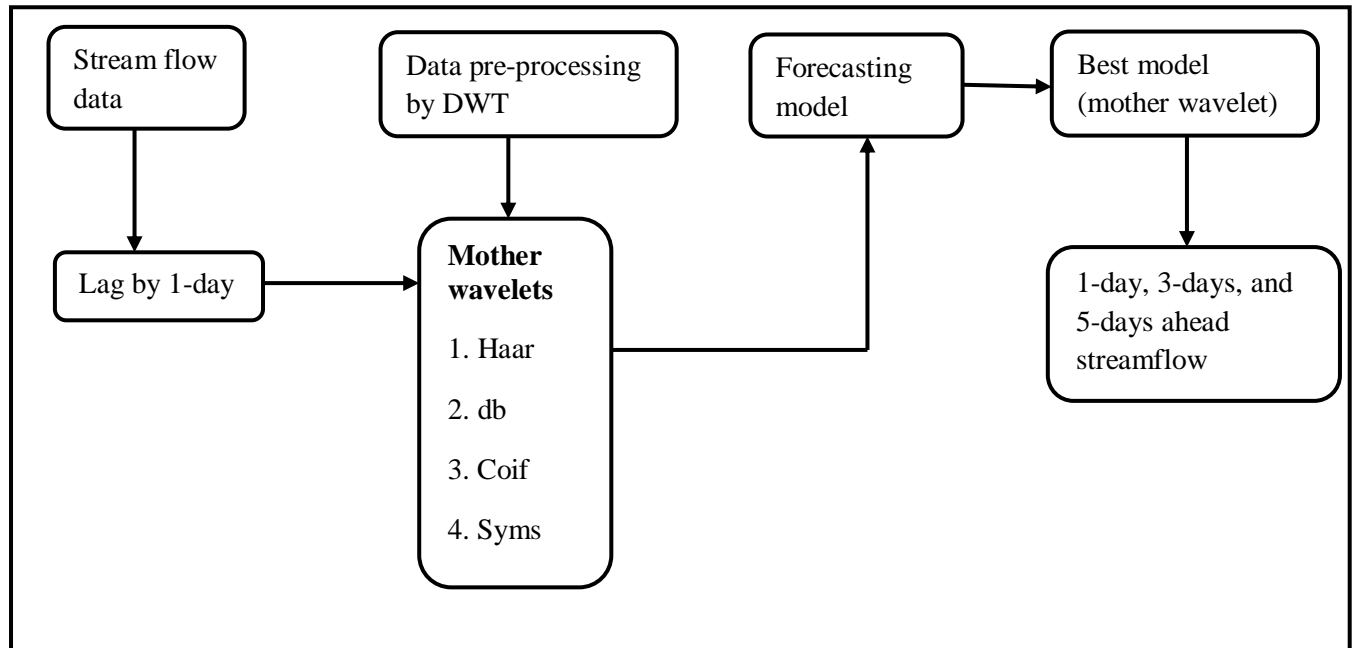 Stream flow
data
Data pre-processing
by DWT
Forecasting
model
Best model
(mother wavelet)
Lag by 1-day
Mother
wavelets
1. Haar
2. db
3. Coif
4. Syms
1-day, 3-days, and
5-days ahead
streamflow